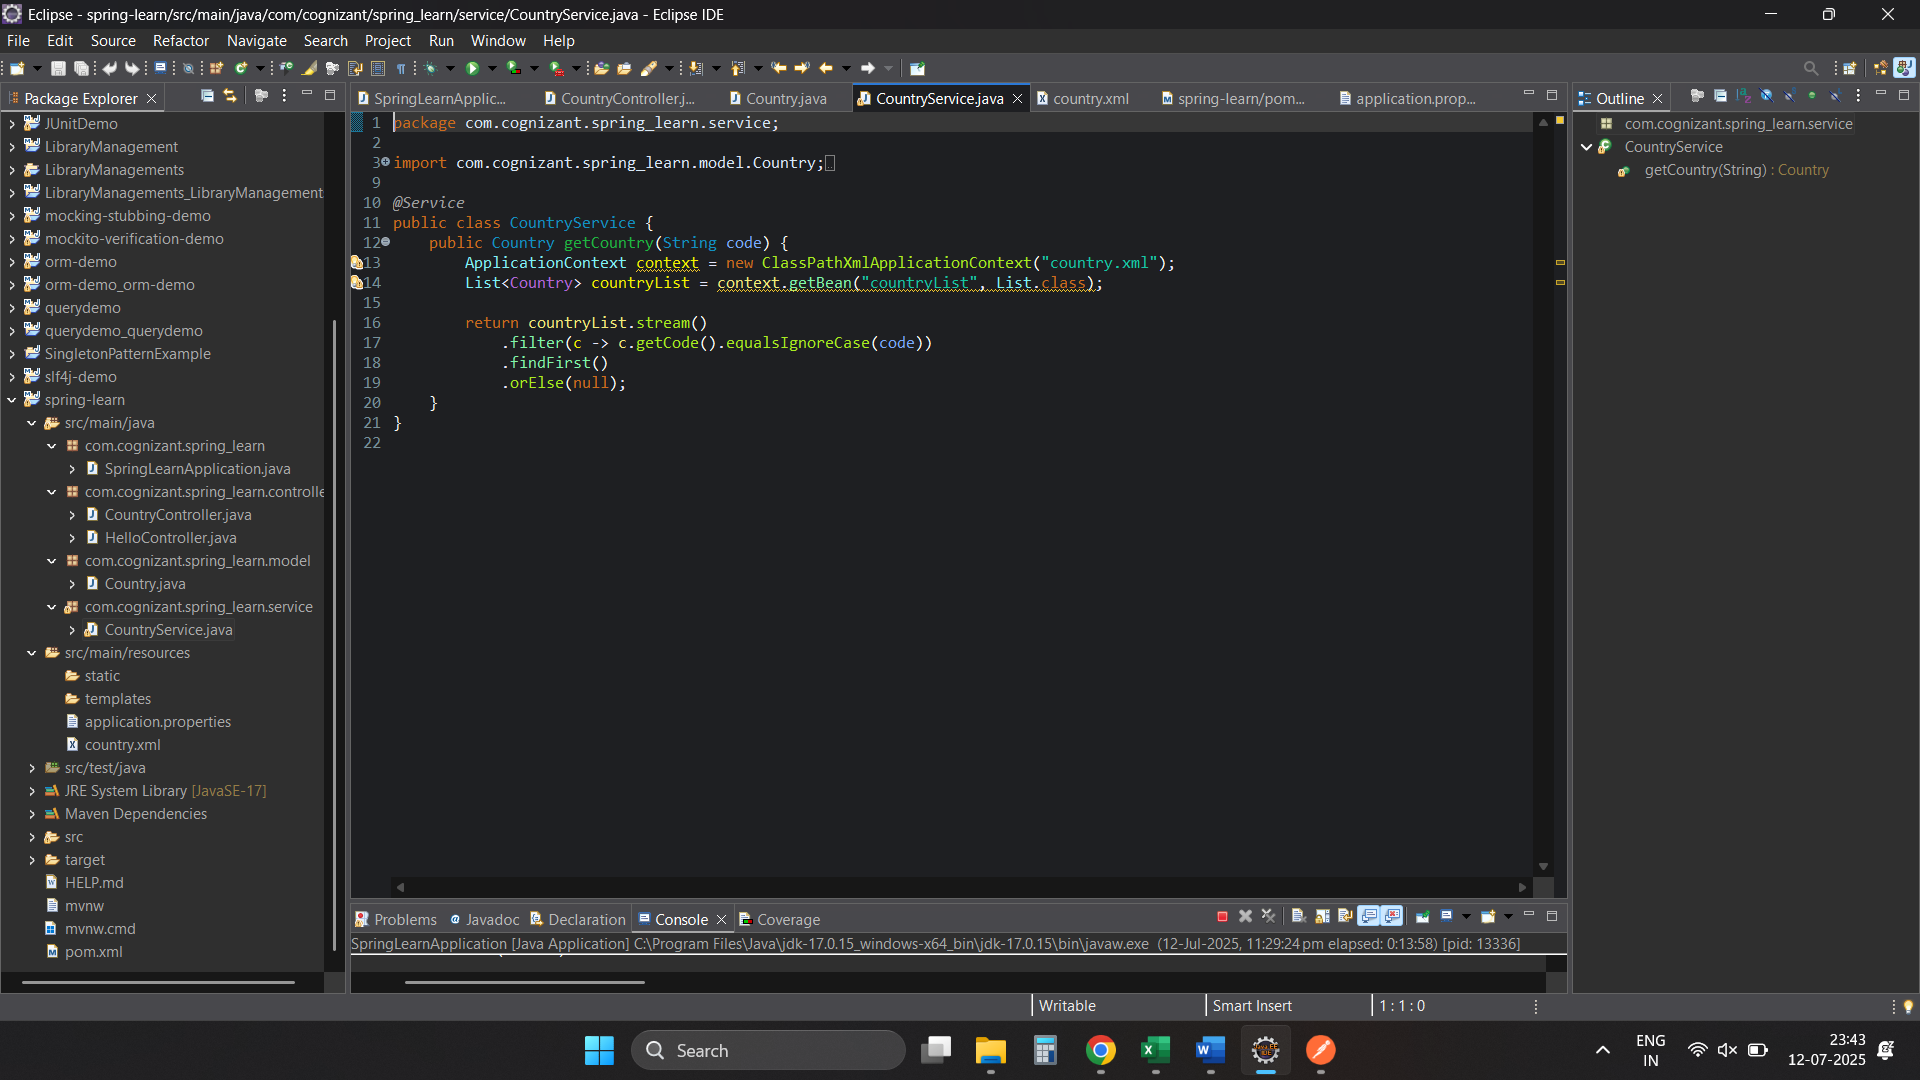 Eclipse - spring-learn/src/main/java/com/cognizant/spring_learn/service/CountryService.java - Eclipse IDE
File Edit Source Refactor Navigate Search Project Run Window Help
Package Explorer
JUnitDemo
LibraryManagement
LibraryManagements
LibraryManagements_LibraryManagement
mocking-stubbing-demo
mockito-verification-demo
orm-demo
orm-demo_orm-demo
querydemo
querydemo_querydemo
SingletonPatternExample
slf4j-demo
spring-learn
src/main/java
com.cognizant.spring_learn
SpringLearnApplication.java
com.cognizant.spring_learn.controlle
CountryController.java
HelloController.java
com.cognizant.spring_learn.model
Country.java
com.cognizant.spring_learn.service
CountryService.java
src/main/resources
static
templates
application.properties
country.xml
src/test/java
JRE System Library [JavaSE-17]
Maven Dependencies
src
target
HELP.md
mvnw
mvnw.cmd
pom.xml
SpringLearnApplic... CountryController.j... Country.java CountryService.java country.xml spring-learn/pom... application.prop...
1 package com.cognizant.spring_learn.service;
2
3 import com.cognizant.spring_learn.model.Country;
9
10 @Service
11 public class CountryService {
12 public Country getCountry(String code) {
13 ApplicationContext context = new ClassPathXmlApplicationContext("country.xml");
14 List<Country> countryList = context.getBean("countryList", List.class);
15
16 return countryList.stream()
17 .filter(c -> c.getCode().equalsIgnoreCase(code))
18 .findFirst()
19 .orElse(null);
20 }
21 }
22
Outline
com.cognizant.spring_learn.service
CountryService
getCountry(String) : Country
Problems Javadoc Declaration Console Coverage
SpringLearnApplication [Java Application] C:\Program Files\Java\jdk-17.0.15_windows-x64_bin\jdk-17.0.15\bin\javaw.exe (12-Jul-2025, 11:29:24 pm elapsed: 0:13:58) [pid: 13336]
Writable Smart Insert 1 : 1 : 0
Search
ENG
IN
23:43
12-07-2025